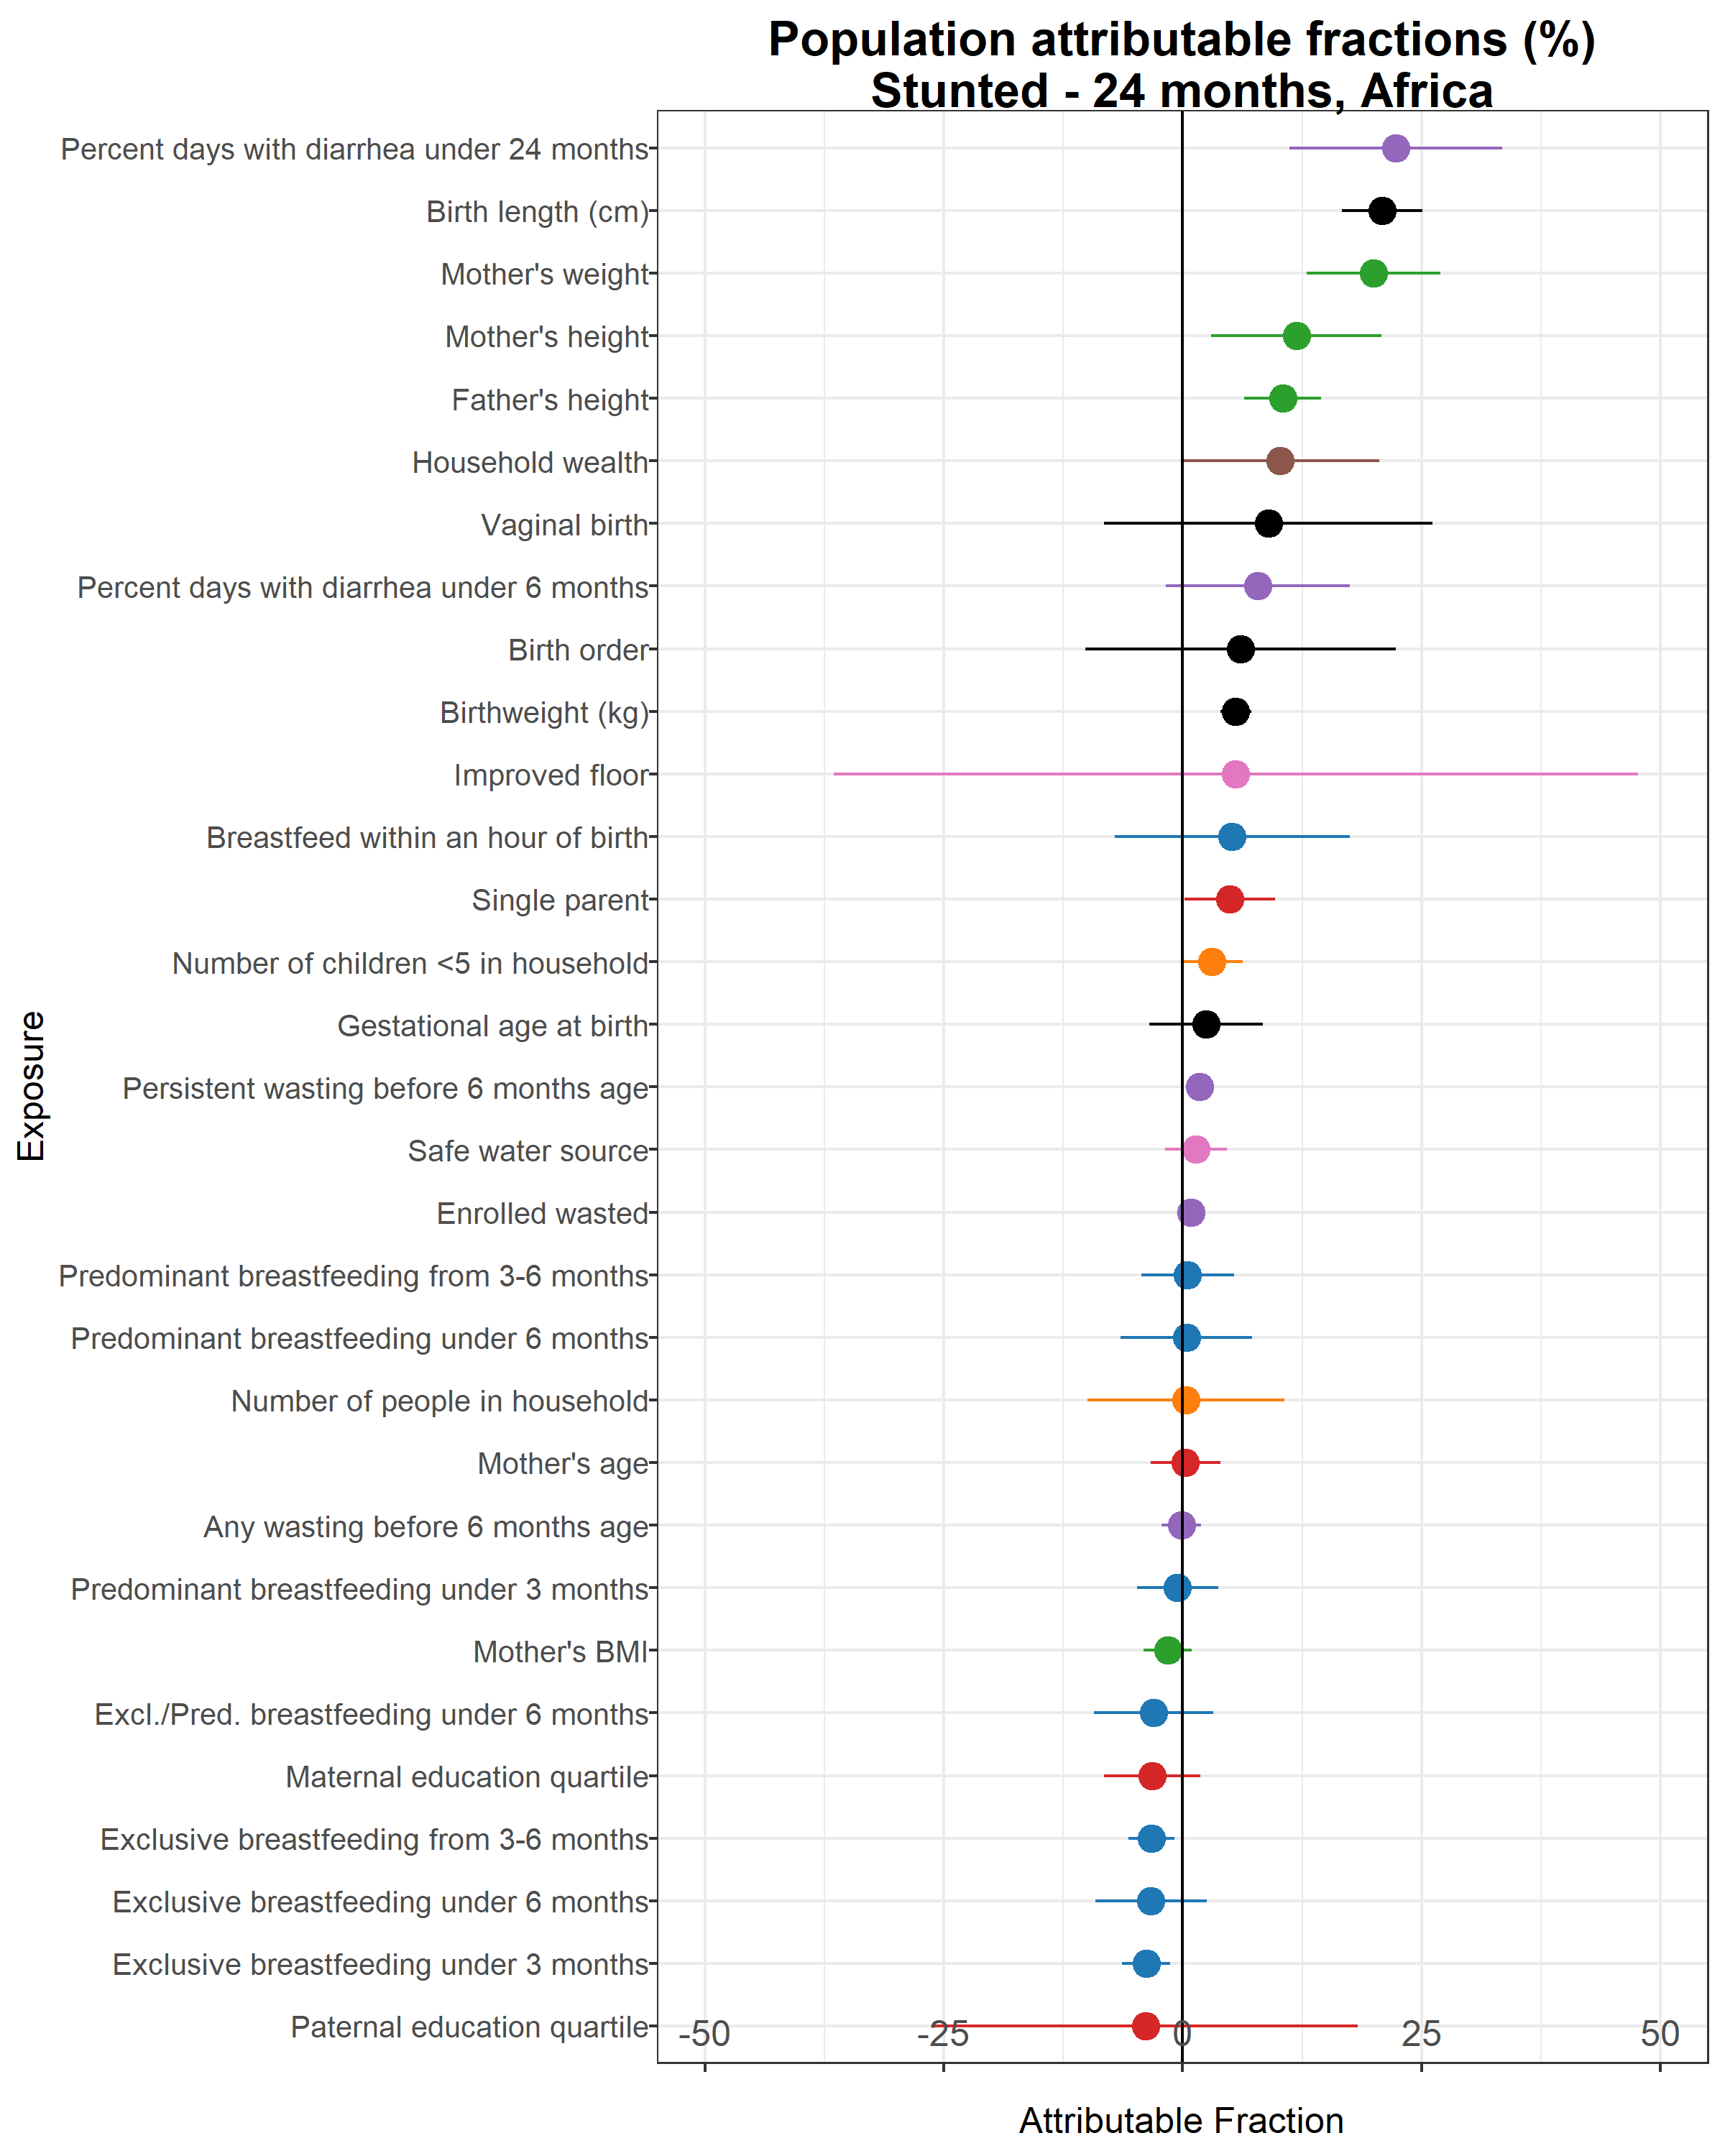 Population attributable fractions (%)
Stunted - 24 months, Africa
Percent days with diarrhea under 24 months
Birth length (cm)
Mother's weight
Mother's height
Father's height
Household wealth
Vaginal birth
Percent days with diarrhea under 6 months
Birth order
Birthweight (kg)
Improved floor
Breastfeed within an hour of birth
Single parent
Number of children <5 in household
Gestational age at birth
Persistent wasting before 6 months age
Safe water source
Enrolled wasted
Predominant breastfeeding from 3-6 months
Predominant breastfeeding under 6 months
Number of people in household
Mother's age
Any wasting before 6 months age
Predominant breastfeeding under 3 months
Mother's BMI
Excl./Pred. breastfeeding under 6 months
Maternal education quartile
Exclusive breastfeeding from 3-6 months
Exclusive breastfeeding under 6 months
Exclusive breastfeeding under 3 months
Paternal education quartile
Exposure
-50 -25 0 25 50
Attributable Fraction